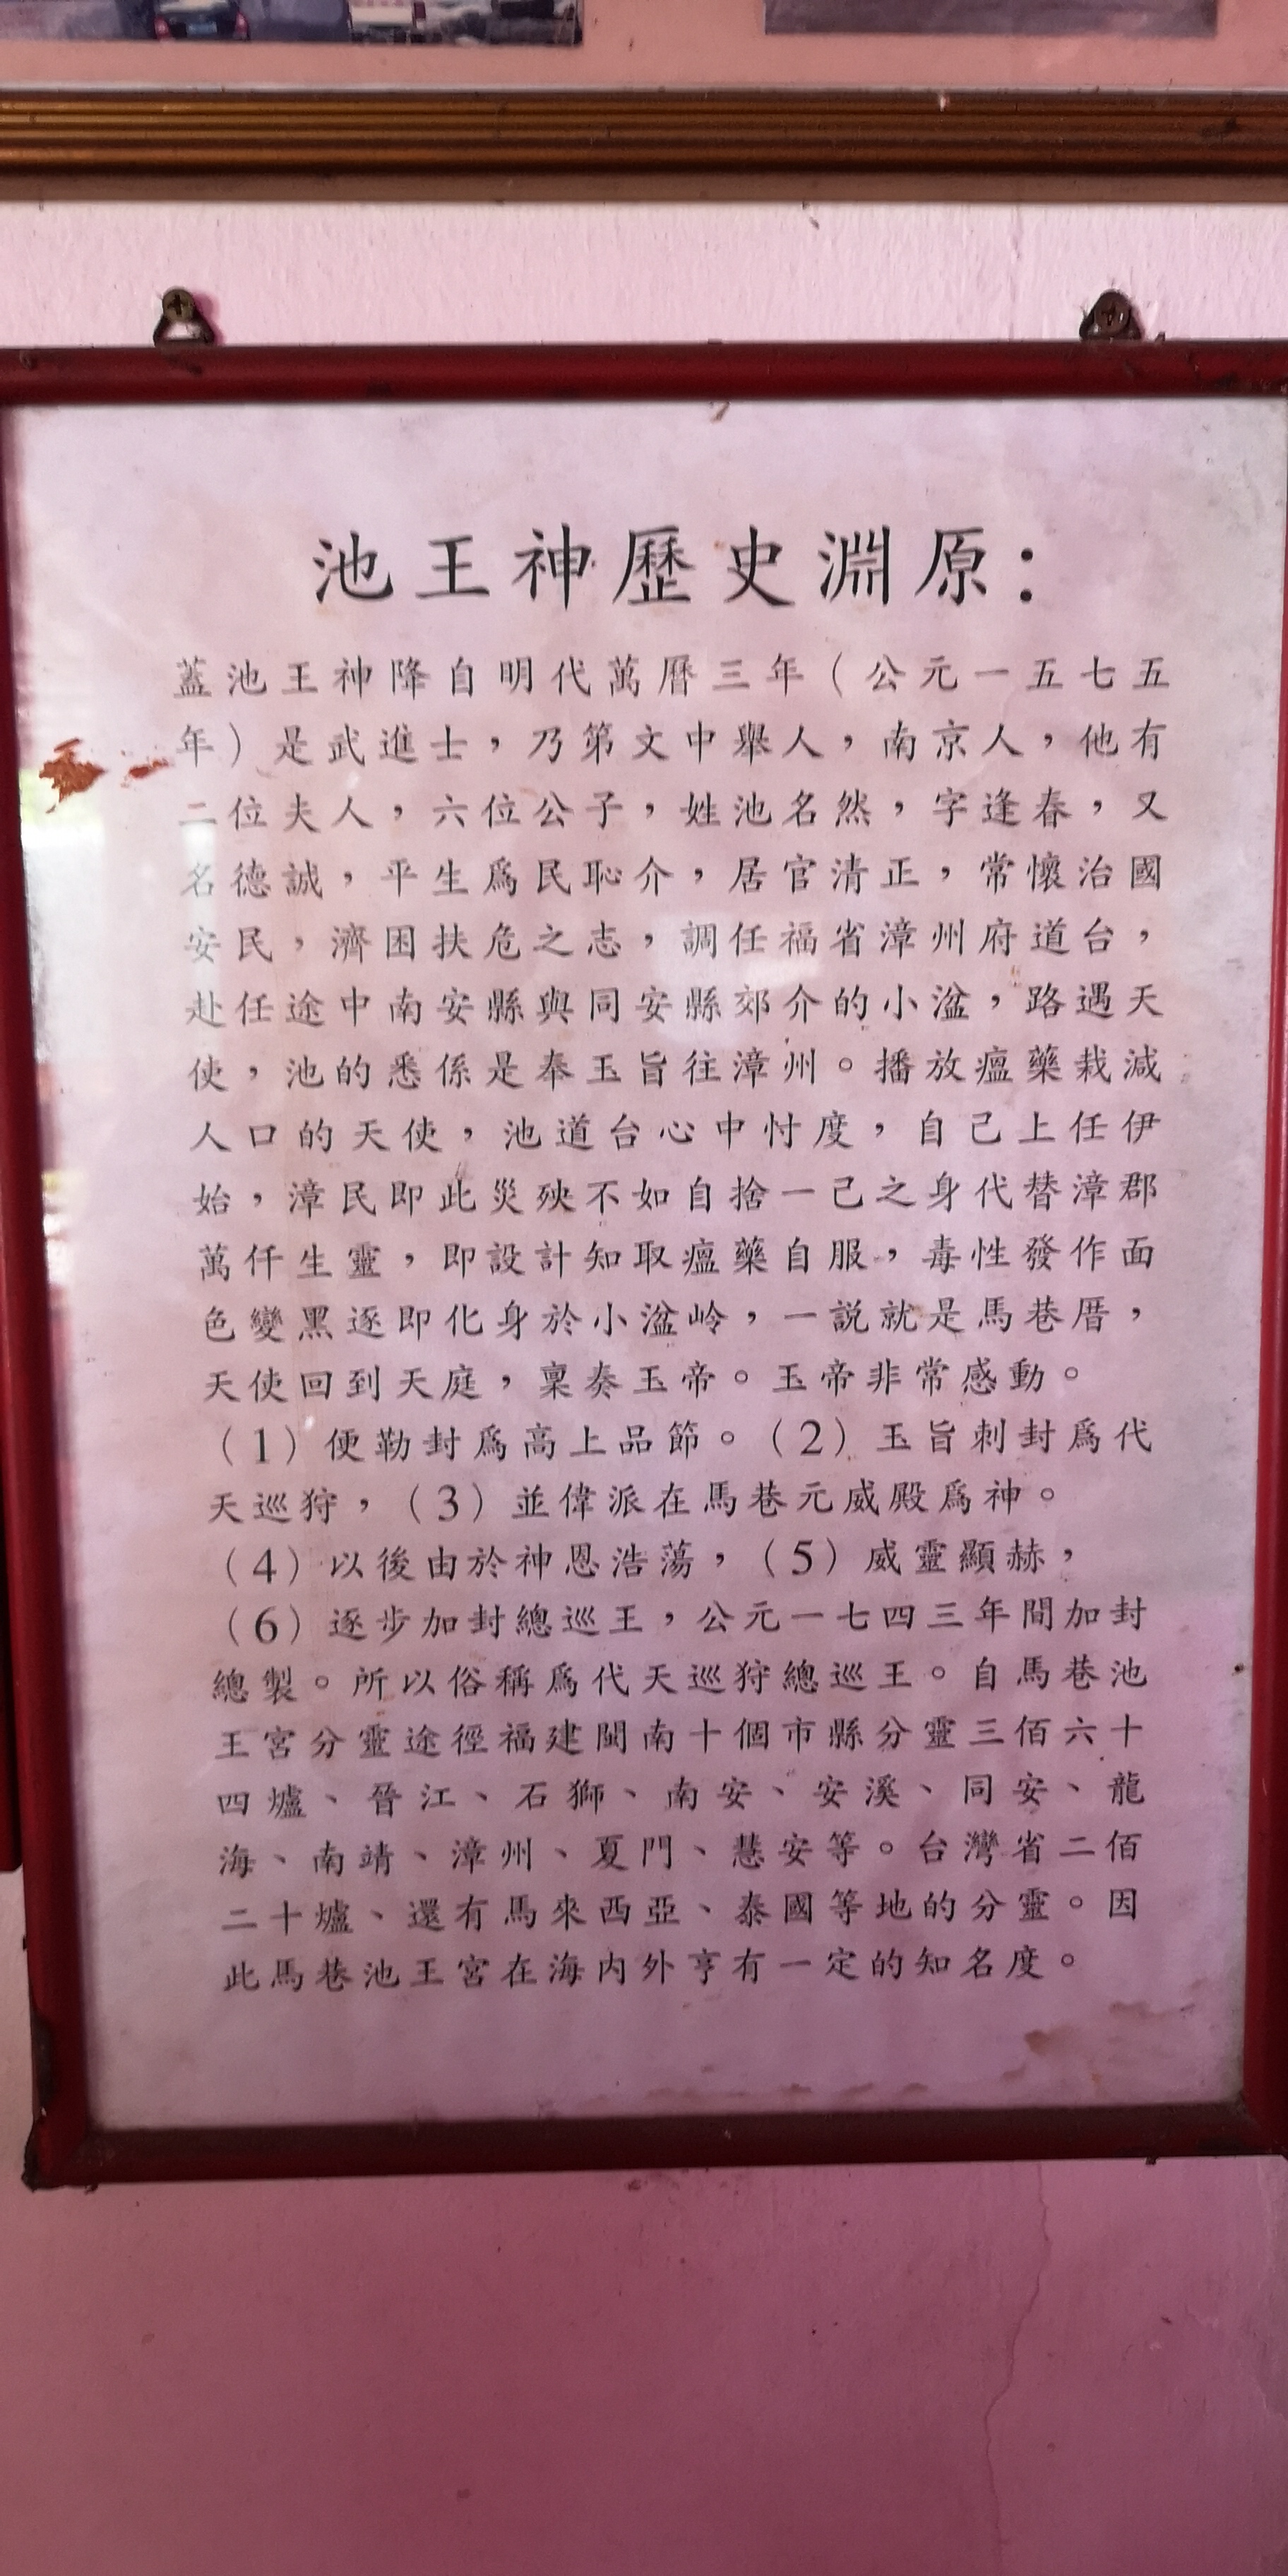 池王神歷史淵原：
蓋池王神降自明代萬曆三年（公元一五七五
年）是武進士，乃第文中舉人，南京人，他有
二位夫人，六位公子，姓池名然，字逢春，又
名德誠，平生爲民恥介，居官清正，常懷治國
安民，濟困扶危之志，調任福省漳州府道台，
赴任途中南安縣與同安縣郊介的小溢，路遇天
使，池的悉係是奉玉旨往漳州。播放瘟藥栽減
人口的天使，池道台心中忖度，自己上任伊
始，漳民即此災殃不如自捨一己之身代替漳郡
萬仟生靈，即設計知取瘟藥自服，毒性發作面
色變黑逐即化身於小溢岭，一説就是馬巷厝，
天使回到天庭，稟奏玉帝。玉帝非常感動。
（1）便勒封爲高上品節。（2）玉旨刺封爲代
天巡狩，（3）並偉派在馬巷元威殿爲神。
（4）以後由於神恩浩蕩，（5）威靈顯赫，
（6）逐步加封總巡王，公元一七四三年間加封
總製。所以俗稱爲代天巡狩總巡王。自馬巷池
王宮分靈途徑福建閩南十個市縣分靈三佰六十
四爐、晉江、石獅、南安、安溪、同安、龍
海、南靖、漳州、夏門、慧安等。台灣省二佰
二十爐、還有馬來西亞、泰國等地的分靈。因
此馬巷池王宮在海内外亨有一定的知名度。